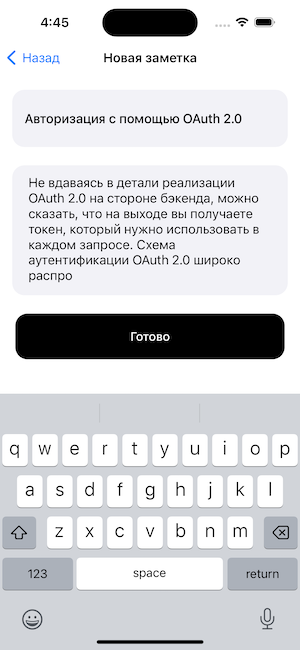 4:45
Назад
Новая заметка
Авторизация с помощью OAuth 2.0
Не вдаваясь в детали реализации
OAuth 2.0 на стороне бэкенда, можно
сказать, что на выходе вы получаете
токен, который нужно использовать в
каждом запросе. Схема
аутентификации OAuth 2.0 широко
распро
Готово
q w e r t y u i o p
a s d f g h j k l
z x c v b n m
123 space return